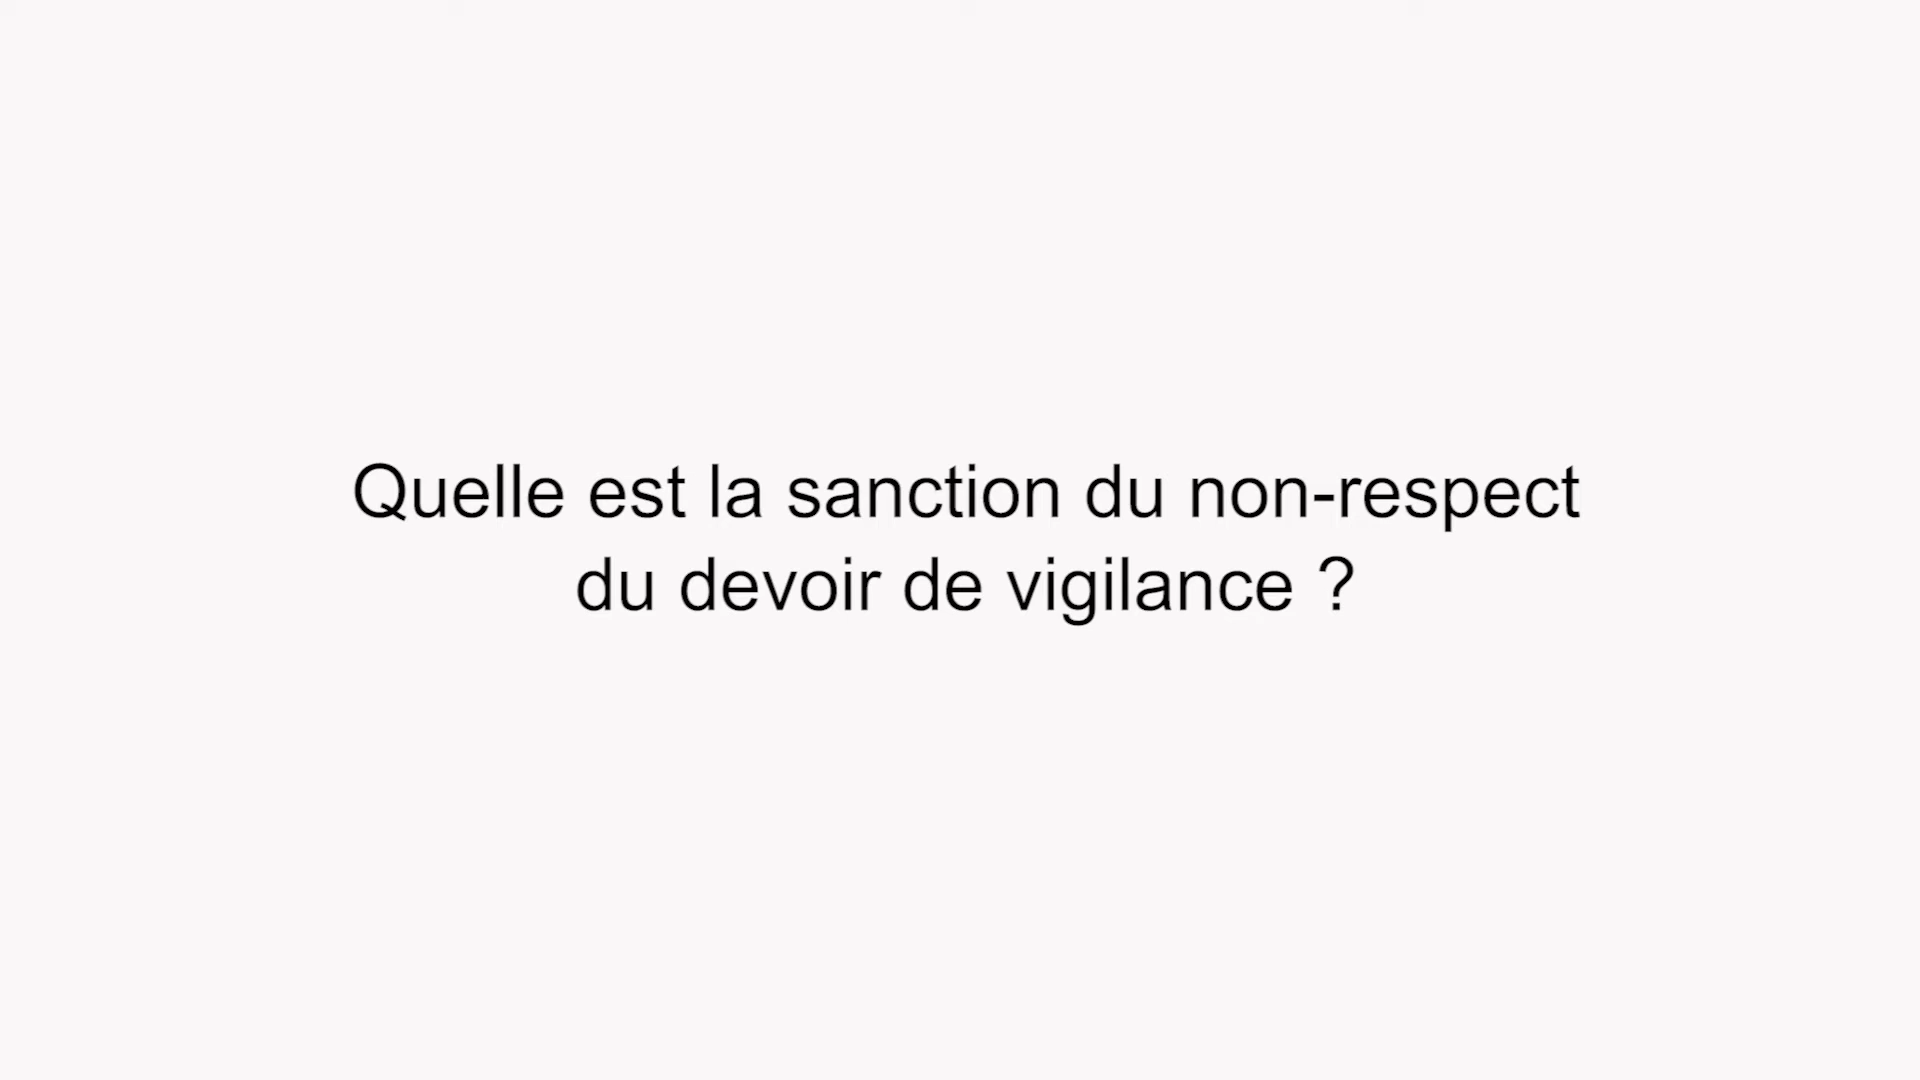 Quelle est la sanction du non-respect
du devoir de vigilance ?